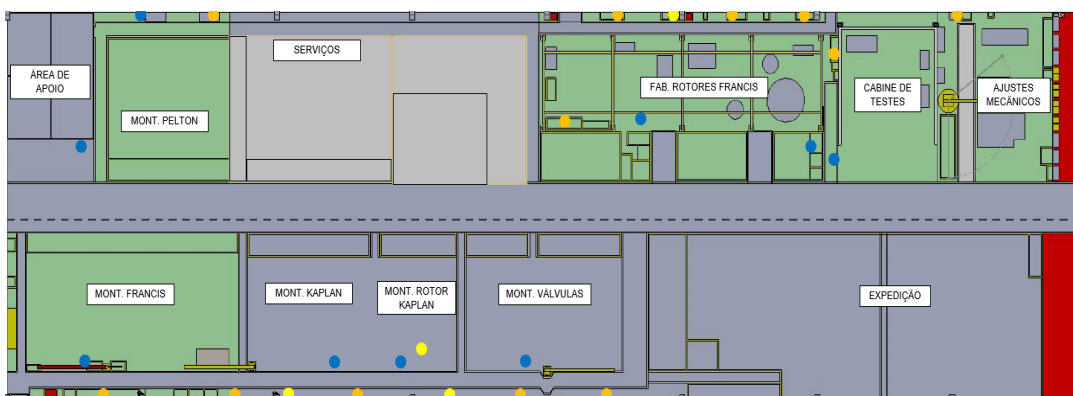 SERVIÇOS
ÀREA DE
APOIO
MONT. PELTON
FAB. ROTORES FRANCIS
CABINE DE
TESTES
AJUSTES
MECÂNICOS
MONT. FRANCIS
MONT. KAPLAN
MONT. ROTOR
KAPLAN
MONT. VÁLVULAS
EXPEDIÇÃO